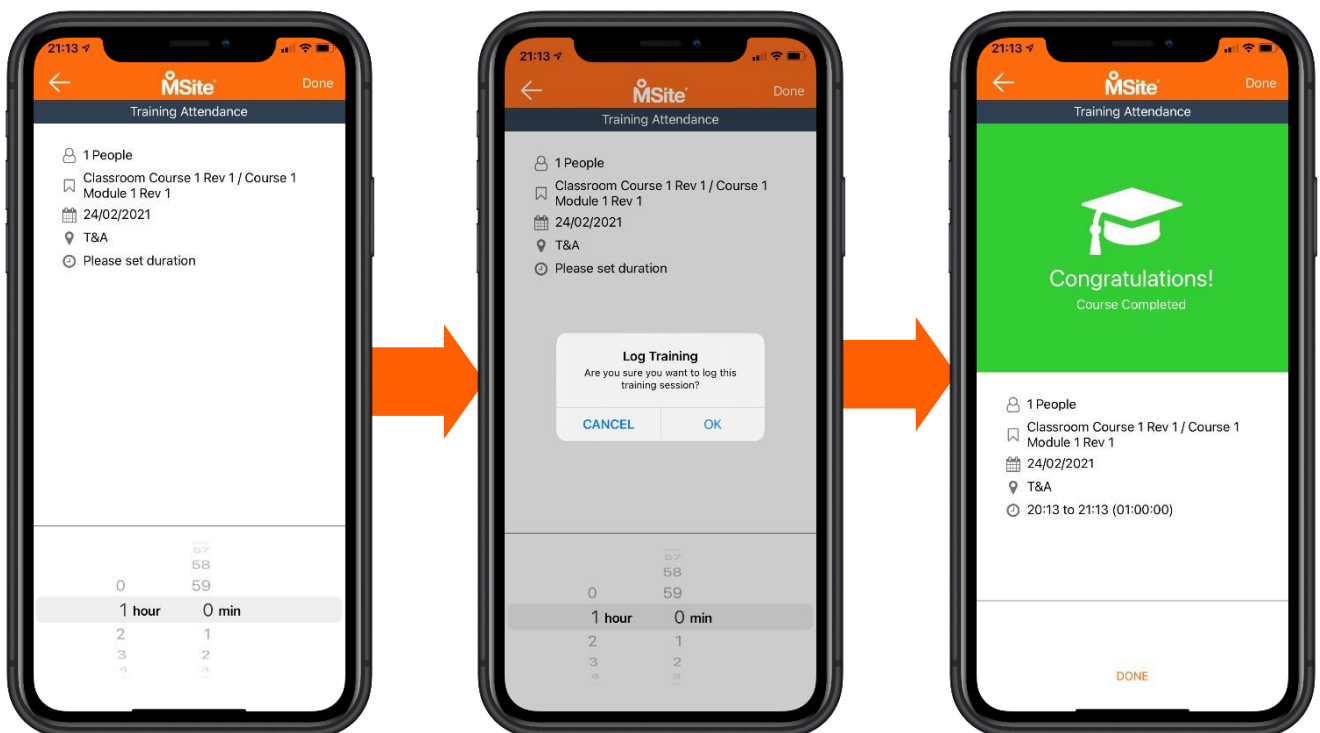 21:13
MSite
Done
Training Attendance
1 People
Classroom Course 1 Rev 1 / Course 1
Module 1 Rev 1
24/02/2021
T&A
Please set duration
57
58
0 59
1 hour 0 min
2 1
3 2
4 3
21:13
MSite
Done
Training Attendance
1 People
Classroom Course 1 Rev 1 / Course 1
Module 1 Rev 1
24/02/2021
T&A
Please set duration
Log Training
Are you sure you want to log this
training session?
CANCEL OK
57
58
0 59
1 hour 0 min
2 1
3 2
4 3
21:13
MSite
Done
Training Attendance
Congratulations!
Course Completed
1 People
Classroom Course 1 Rev 1 / Course 1
Module 1 Rev 1
24/02/2021
T&A
20:13 to 21:13 (01:00:00)
DONE